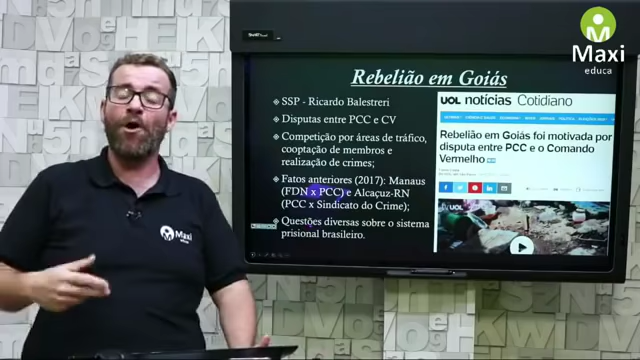 Maxi
educa
SMART
Rebelião em Goiás
SSP - Ricardo Balestreri
Disputas entre PCC e CV
Competição por áreas de tráfico,
cooptação de membros e
realização de crimes;
Fatos anteriores (2017): Manaus
(FDN x PCC) e Alcaçuz-RN
(PCC x Sindicato do Crime);
Questões diversas sobre o sistema
prisional brasileiro.
UOL notícias Cotidiano
Rebelião em Goiás foi motivada por
disputa entre PCC e o Comando
Vermelho
UOL
Maxi
educa